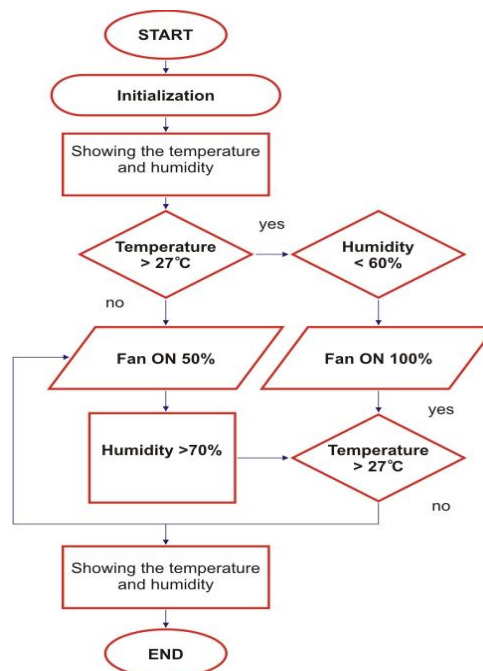 START
Initialization
Showing the temperature
and humidity
yes
Temperature
> 27°C
Humidity
< 60%
no
Fan ON 50%
Fan ON 100%
yes
Humidity >70%
Temperature
> 27°C
no
Showing the temperature
and humidity
END